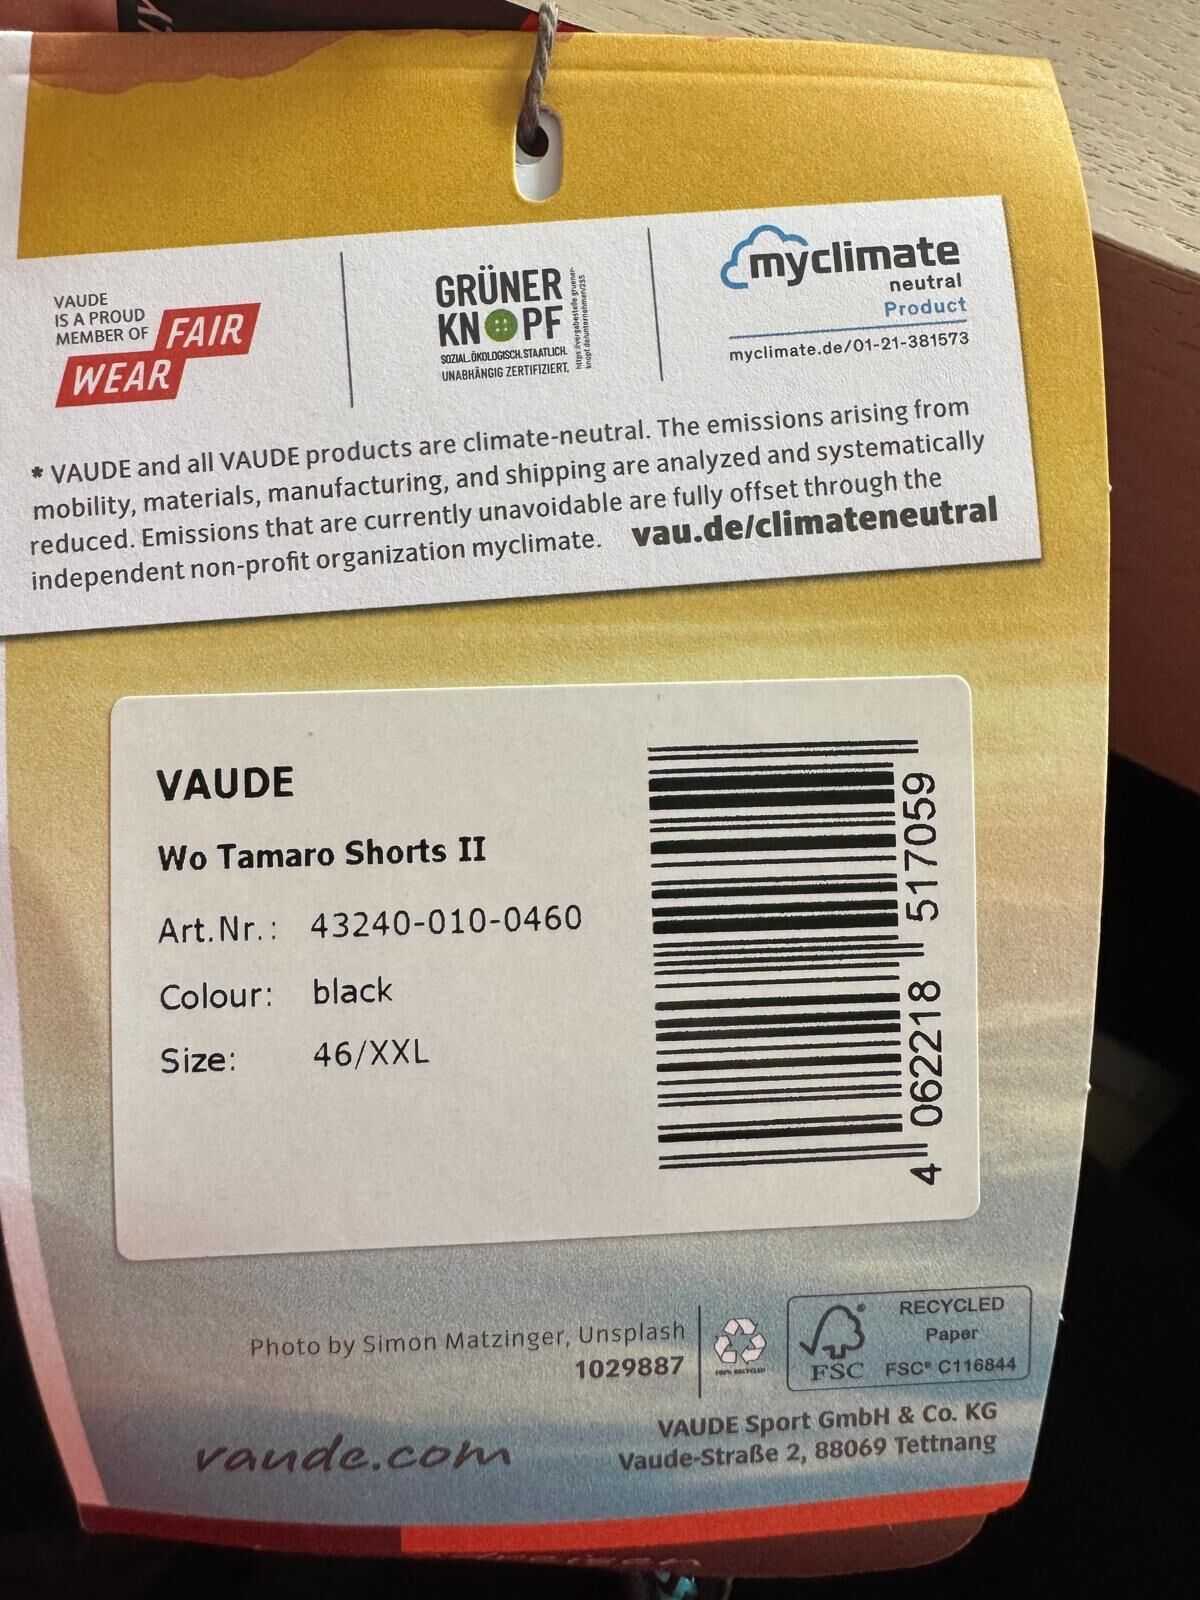 VAUDE
IS A PROUD
MEMBER OF
FAIR
WEAR
GRÜNER
KNOPF
SOZIAL. ÖKOLOGISCH. STAATLICH.
UNABHÄNGIG ZERTIFIZIERT.
myclimate
neutral
Product
myclimate.de/01-21-381573
* VAUDE and all VAUDE products are climate-neutral. The emissions arising from
mobility, materials, manufacturing, and shipping are analyzed and systematically
reduced. Emissions that are currently unavoidable are fully offset through the
independent non-profit organization myclimate. vau.de/climateneutral
VAUDE
Wo Tamaro Shorts II
Art.Nr.: 43240-010-0460
Colour: black
Size: 46/XXL
4 062218 517059
Photo by Simon Matzinger, Unsplash
1029887
100% RECYCLED
FSC®
RECYCLED
Paper
FSC® C116844
vaude.com
VAUDE Sport GmbH & Co. KG
Vaude-Straße 2, 88069 Tettnang